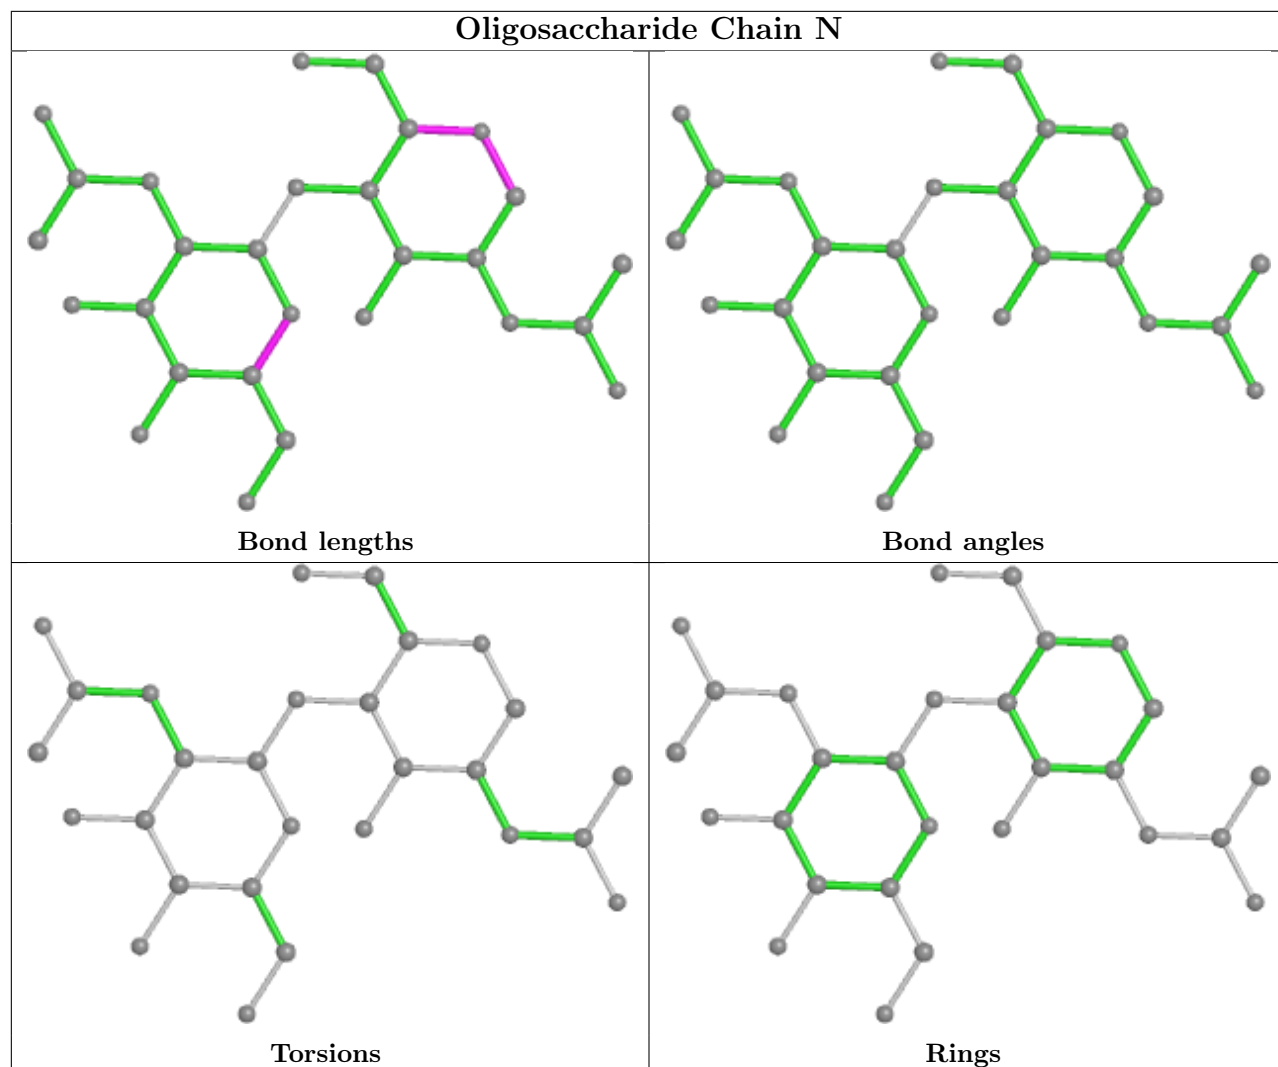 Oligosaccharide Chain N
Bond lengths
Bond angles
Torsions
Rings